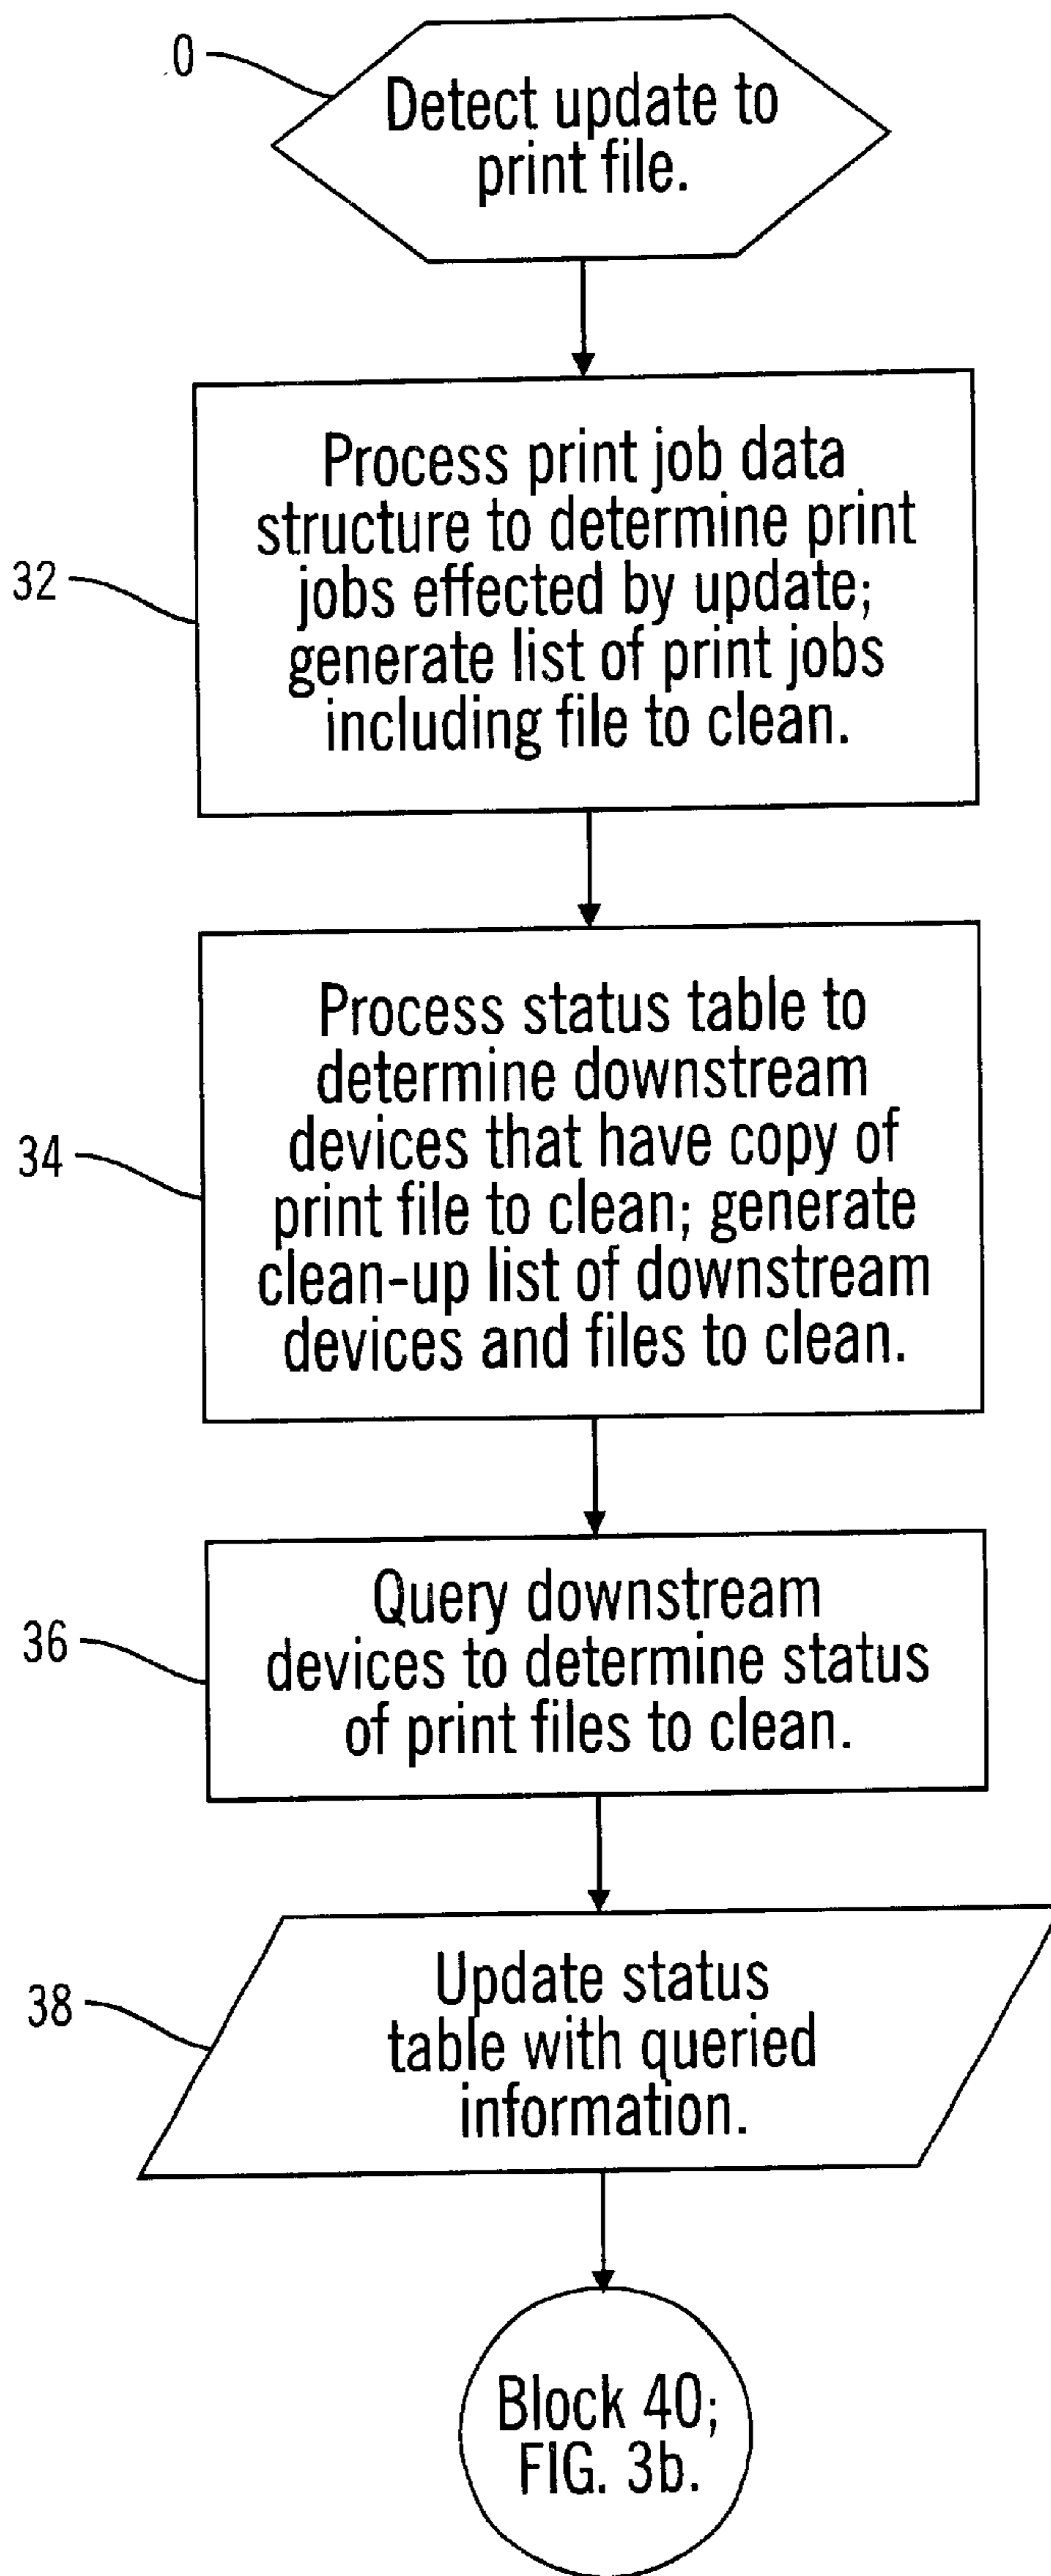 0
Detect update to
print file.
32
Process print job data
structure to determine print
jobs effected by update;
generate list of print jobs
including file to clean.
34
Process status table to
determine downstream
devices that have copy of
print file to clean; generate
clean-up list of downstream
devices and files to clean.
36
Query downstream
devices to determine status
of print files to clean.
38
Update status
table with queried
information.
Block 40;
FIG. 3b.